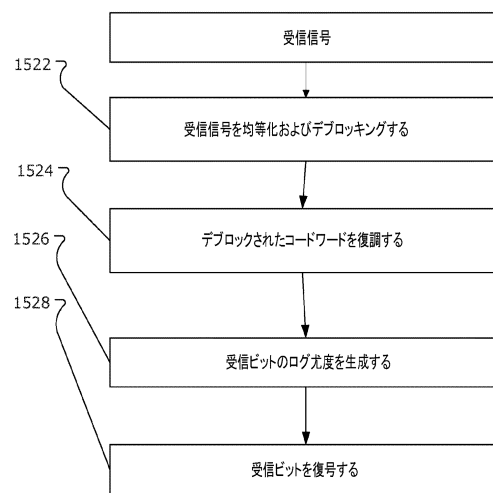 受信信号
1522
受信信号を均等化およびデブロッキングする
1524
デブロックされたコードワードを復調する
1526
1528
受信ビットのログ尤度を生成する
受信ビットを復号する